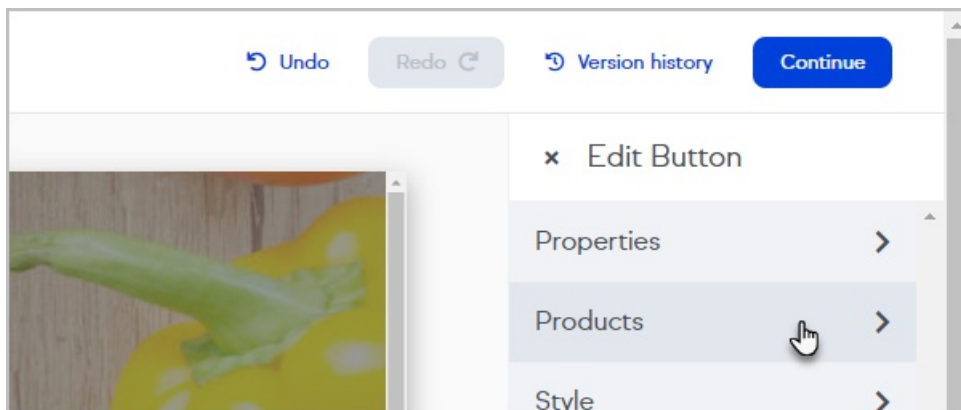 Undo Redo Version history Continue
× Edit Button
Properties
Products
Style